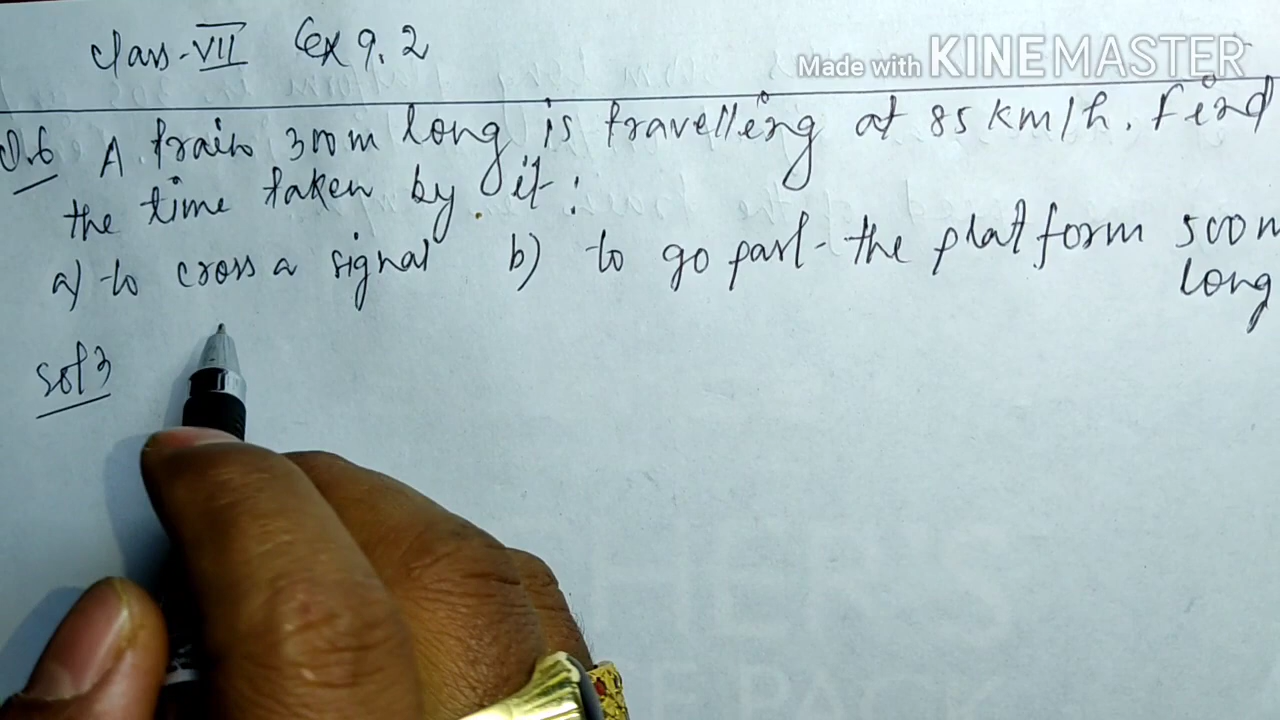 Class-VII Ex 9.2
Made with KINEMASTER
Q.6 A train 300m long is travelling at 85 km/h. Find
the time taken by it:
a) to cross a signal b) to go past the platform 500m
long
Sol